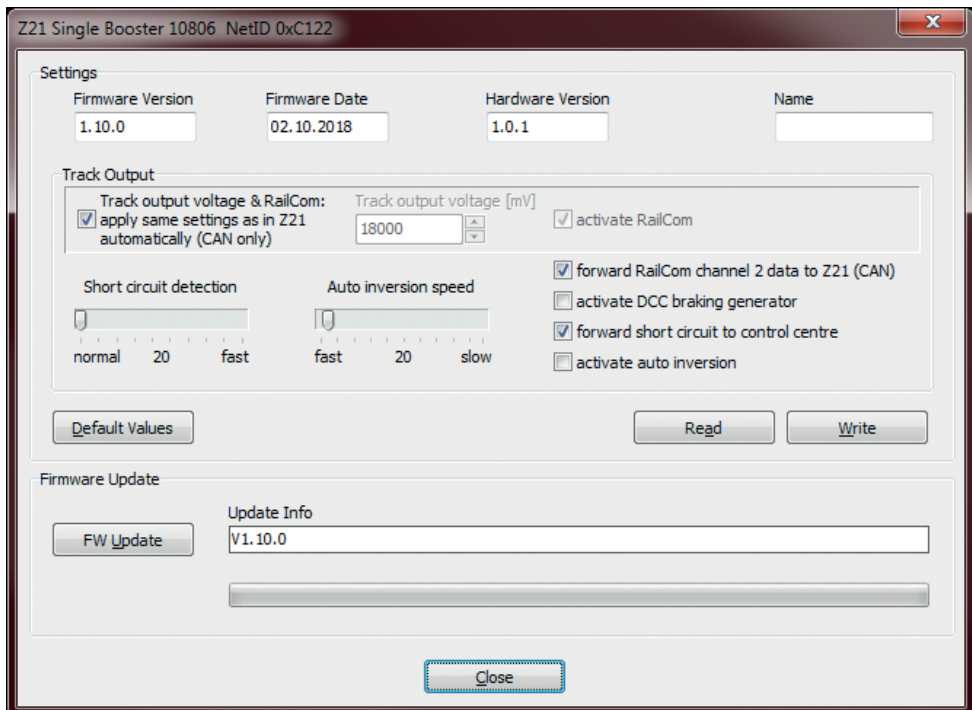 Z21 Single Booster 10806 NetID 0xC122
Settings
Firmware Version Firmware Date Hardware Version Name
1.10.0 02.10.2018 1.0.1
Track Output
Track output voltage & RailCom:
apply same settings as in Z21
automatically (CAN only)
Track output voltage [mV]
18000
activate RailCom
Short circuit detection
normal 20 fast
Auto inversion speed
fast 20 slow
forward RailCom channel 2 data to Z21 (CAN)
activate DCC braking generator
forward short circuit to control centre
activate auto inversion
Default Values Read Write
Firmware Update
Update Info
FW Update V1.10.0
Close